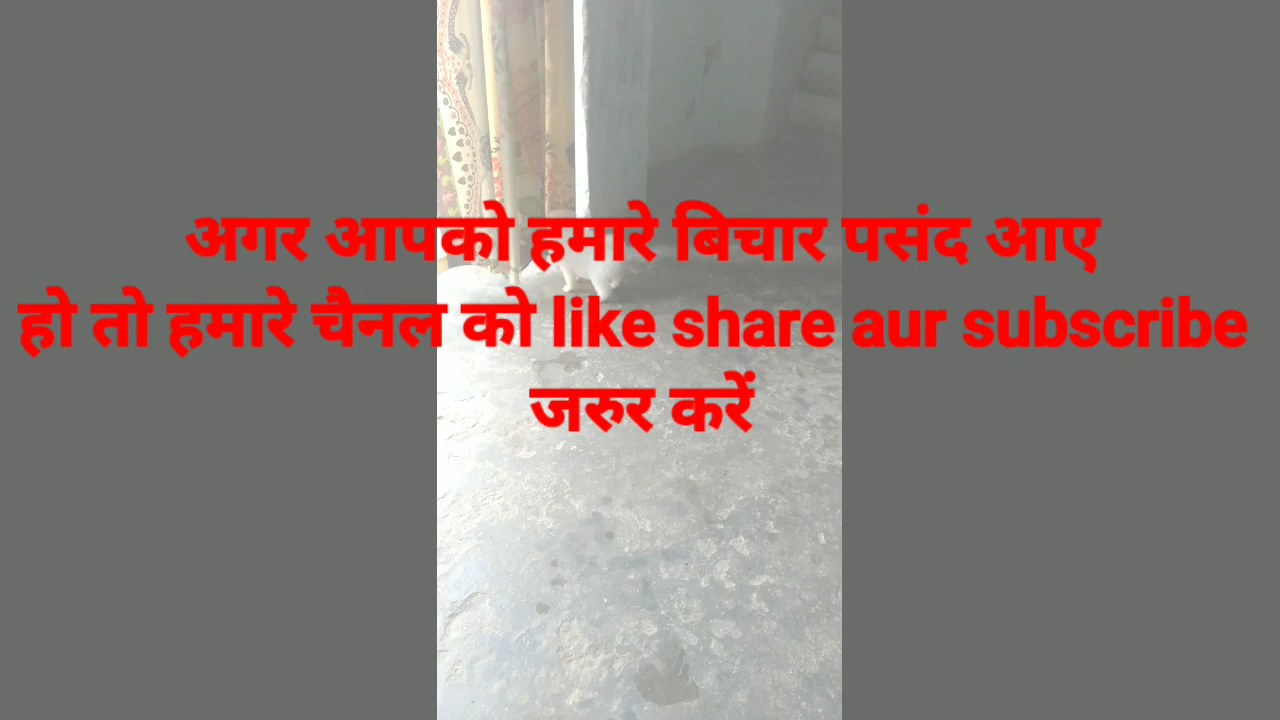 अगर आपको हमारे बिचार पसंद आए
हो तो हमारे चैनल को like share aur subscribe
जरुर करें